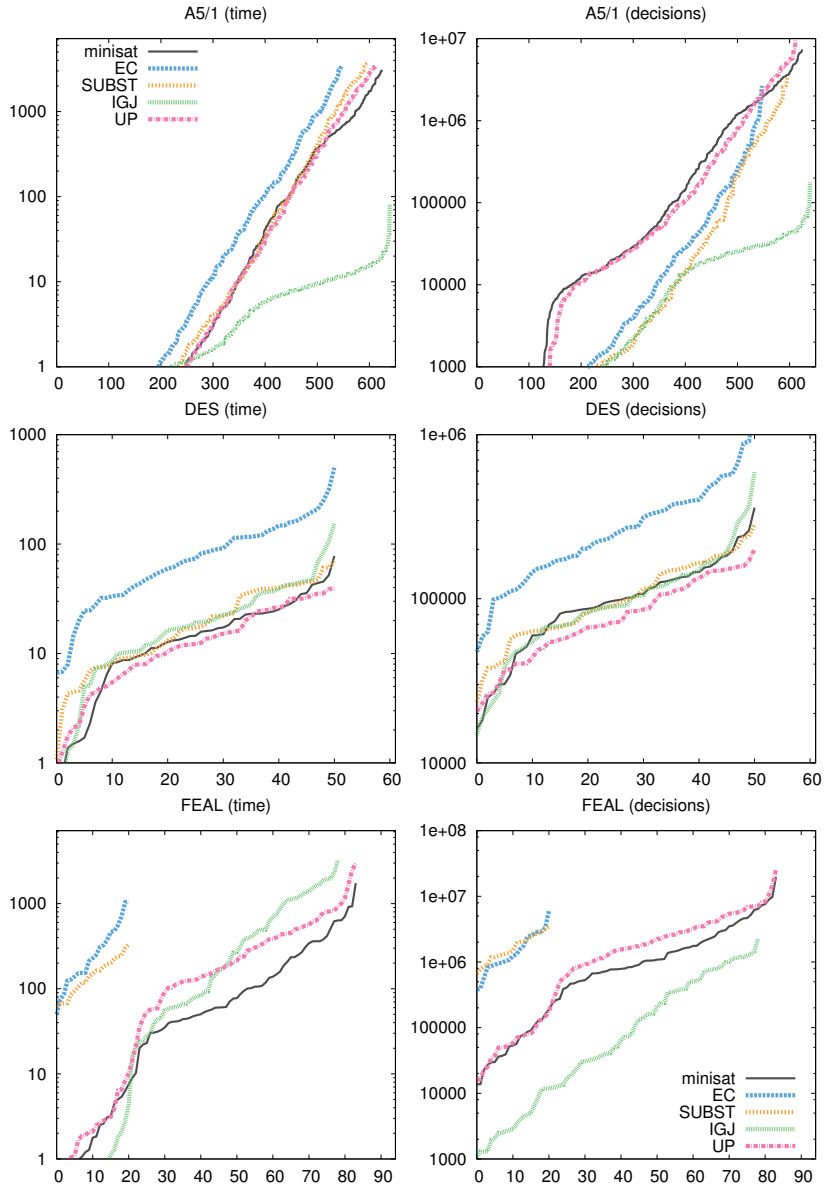 A5/1 (time)
A5/1 (decisions)
minisat
EC
SUBST
IGJ
UP
1000
100
10
1
0 100 200 300 400 500 600
1e+07
1e+06
100000
10000
1000
0 100 200 300 400 500 600
DES (time)
DES (decisions)
1000
100
10
1
0 10 20 30 40 50 60
1e+06
100000
10000
0 10 20 30 40 50 60
FEAL (time)
FEAL (decisions)
1000
100
10
1
0 10 20 30 40 50 60 70 80 90
1e+08
1e+07
1e+06
100000
10000
1000
minisat
EC
SUBST
IGJ
UP
0 10 20 30 40 50 60 70 80 90